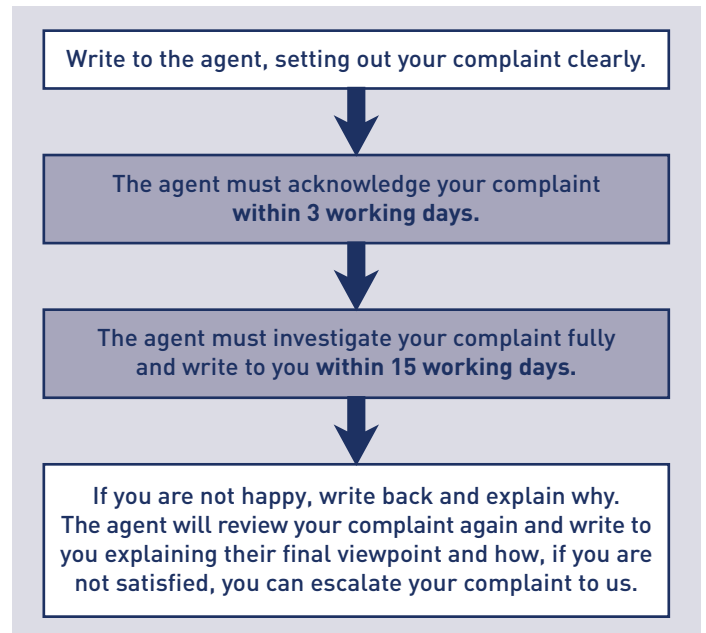 Write to the agent, setting out your complaint clearly.
The agent must acknowledge your complaint
within 3 working days.
The agent must investigate your complaint fully
and write to you within 15 working days.
If you are not happy, write back and explain why.
The agent will review your complaint again and write to
you explaining their final viewpoint and how, if you are
not satisfied, you can escalate your complaint to us.